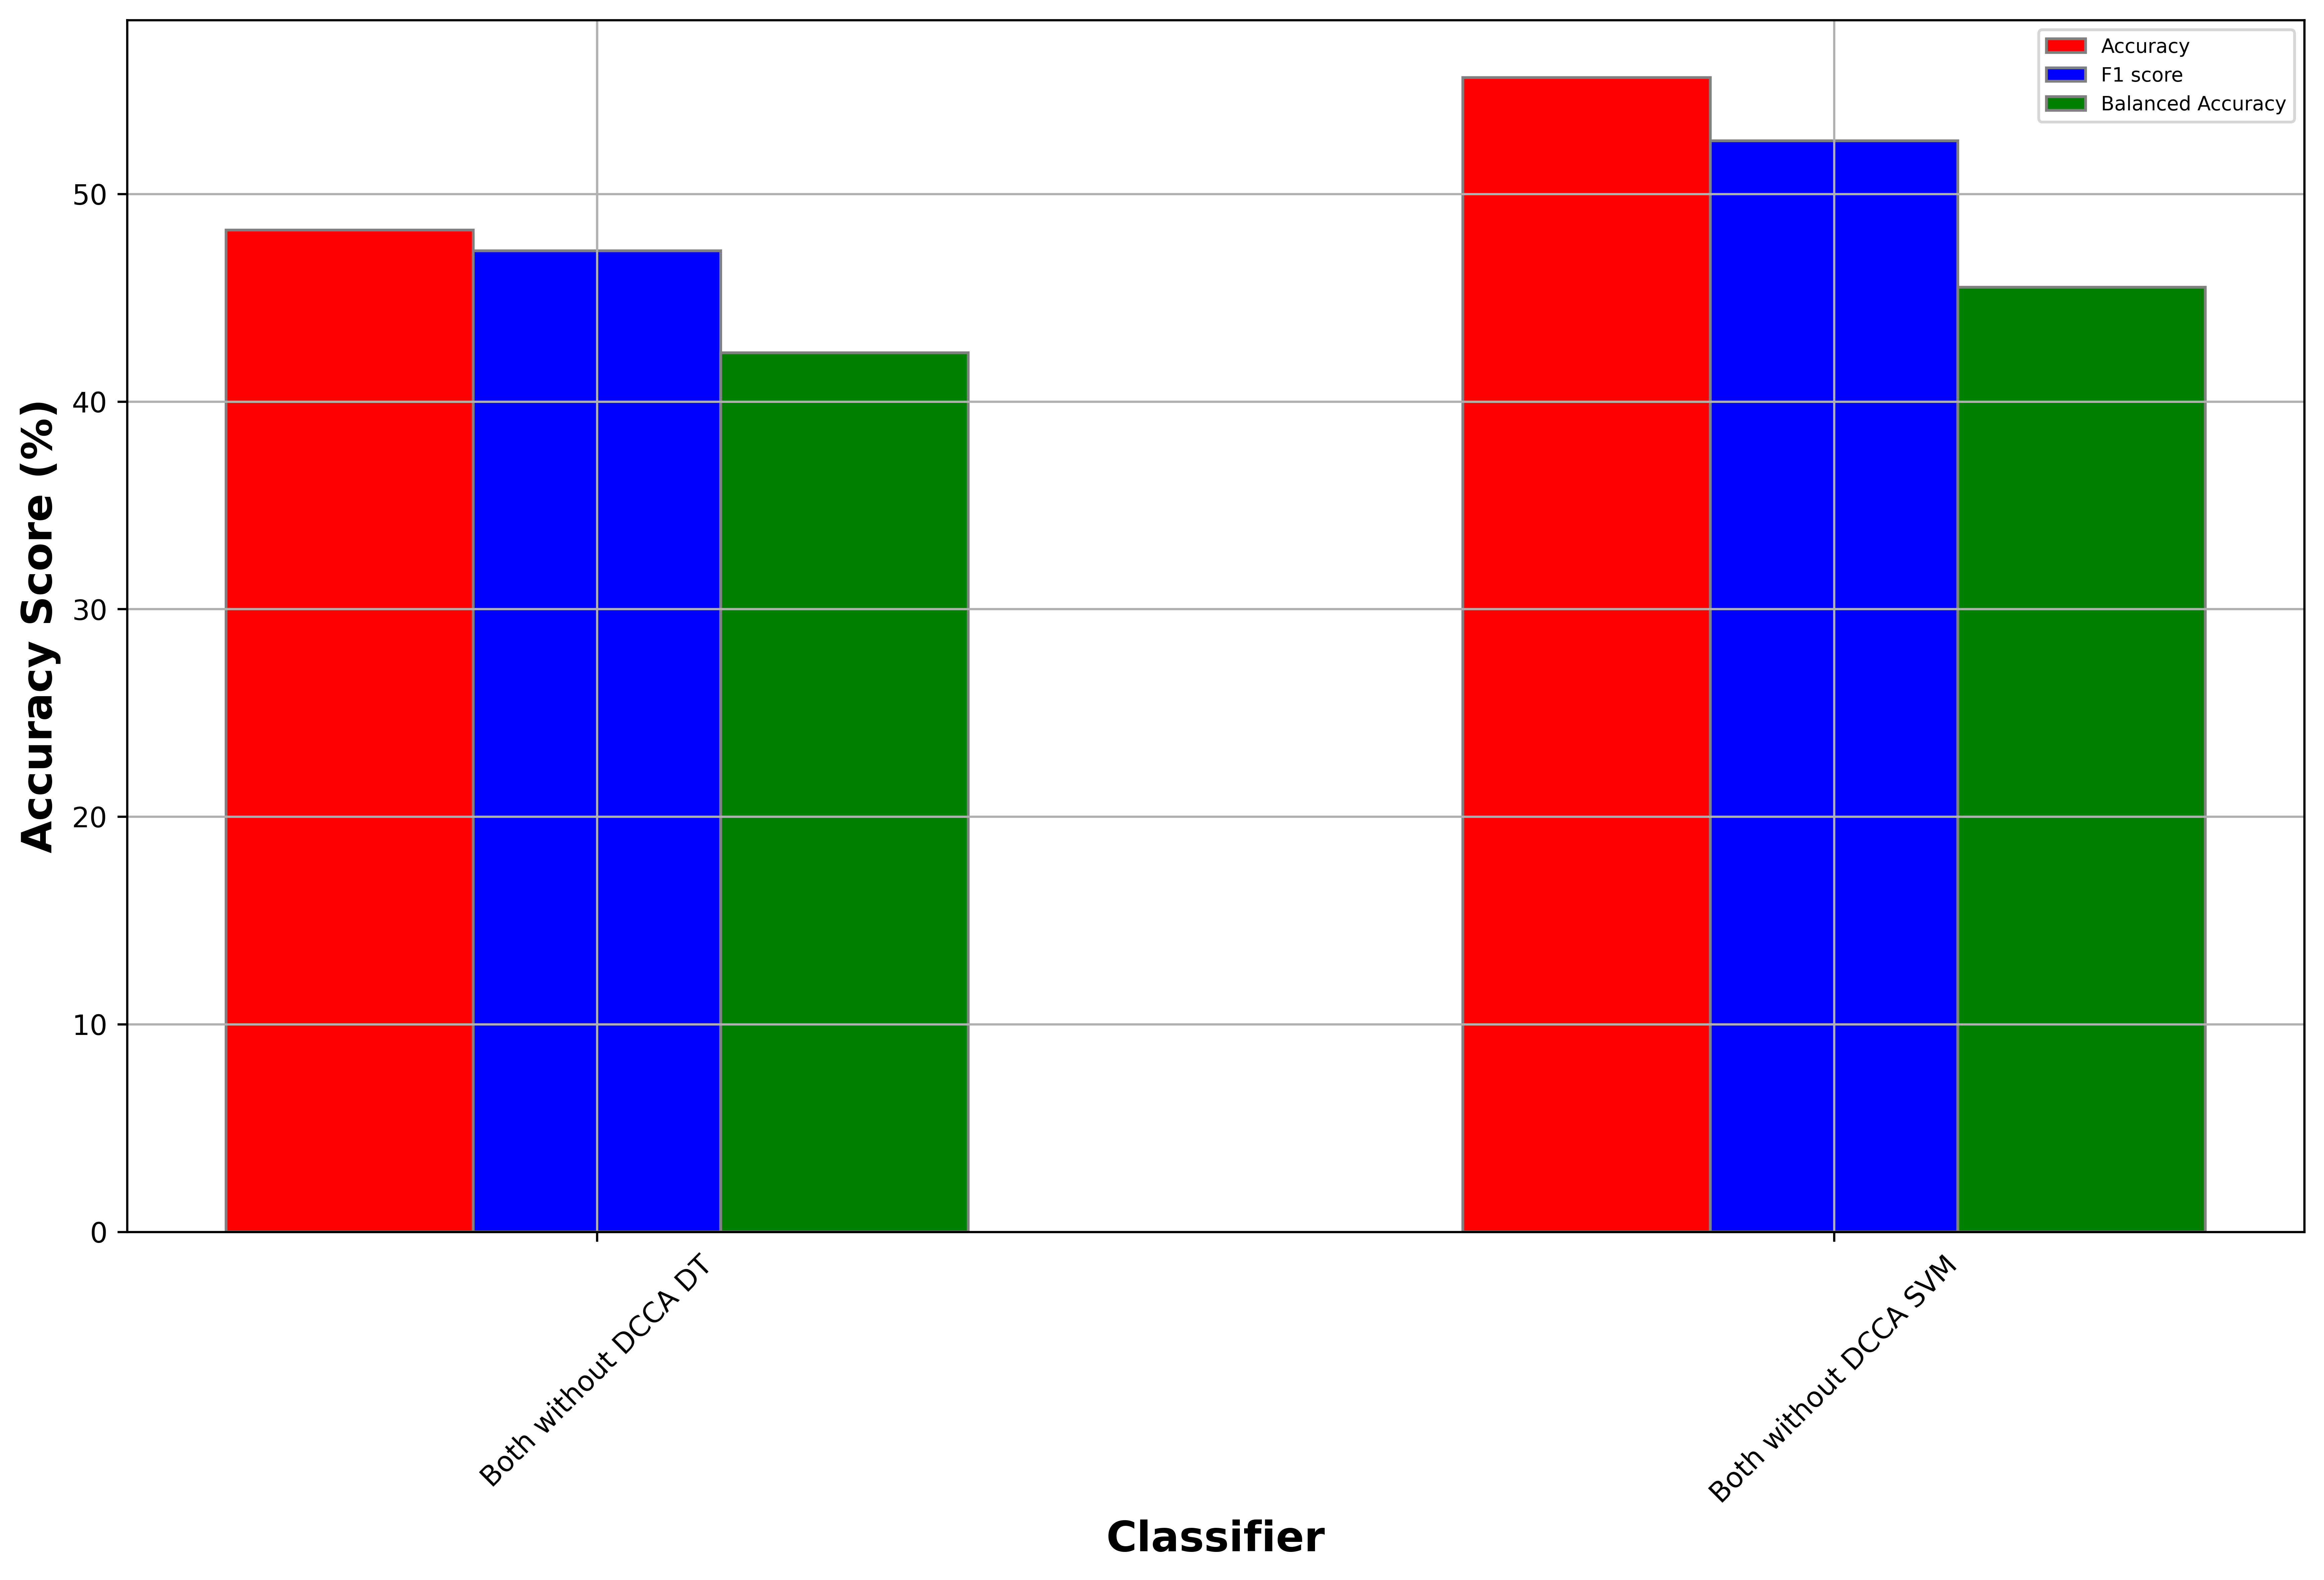 Accuracy
F1 score
Balanced Accuracy
Accuracy Score (%)
50
40
30
20
10
0
Both without DCCA DT
Both without DCCA SVM
Classifier